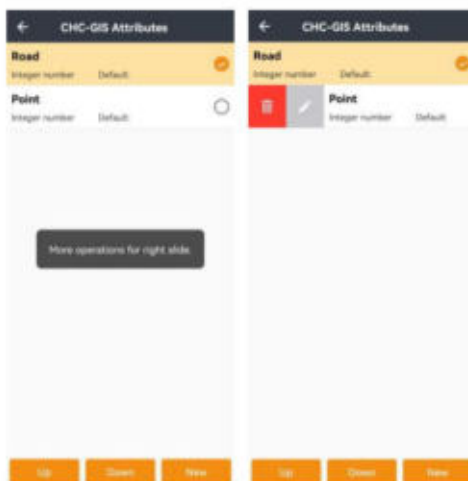 CHC-GIS Attributes
Road
Integer number Default:
Point
Integer number Default:
More operations for right slide.
Up Down New
CHC-GIS Attributes
Road
Integer number Default:
Point
Integer number Default:
Up Down New